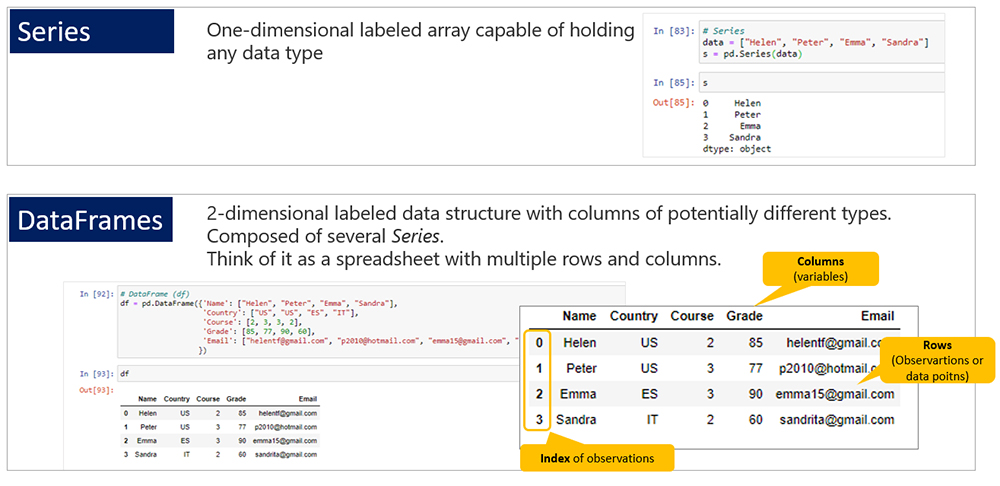 Series
One-dimensional labeled array capable of holding
any data type
In [83]: # Series
data = ["Helen", "Peter", "Emma", "Sandra"]
s = pd.Series(data)
In [85]: s
Out[85]: 0 Helen
1 Peter
2 Emma
3 Sandra
dtype: object
DataFrames
2-dimensional labeled data structure with columns of potentially different types.
Composed of several Series.
Think of it as a spreadsheet with multiple rows and columns.
In [92]: # DataFrame (df)
df = pd.DataFrame({'Name': ["Helen", "Peter", "Emma", "Sandra"],
'Country': ["US", "US", "ES", "IT"],
'Course': [2, 3, 3, 2],
'Grade': [85, 77, 90, 60],
'Email': ["helentf@gmail.com", "p2010@hotmail.com", "emma15@gmail.com", "
})
In [93]: df
Out[93]:
Name Country Course Grade Email
0 Helen US 2 85 helentf@gmail.com
1 Peter US 3 77 p2010@hotmail.com
2 Emma ES 3 90 emma15@gmail.com
3 Sandra IT 2 60 sandrita@gmail.com
Columns
(variables)
Name Country Course Grade Email
0 Helen US 2 85 helentf@gmail.co
1 Peter US 3 77 p2010@hotmail
2 Emma ES 3 90 emma15@gmail.com
3 Sandra IT 2 60 sandrita@gmail.com
Rows
(Observartions or
data poitns)
Index of observations